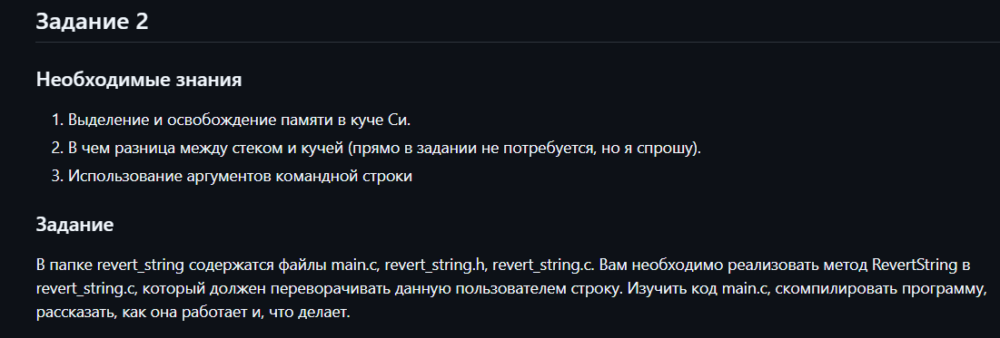 Задание 2
Необходимые знания
1. Выделение и освобождение памяти в куче Си.
2. В чем разница между стеком и кучей (прямо в задании не потребуется, но я спрошу).
3. Использование аргументов командной строки
Задание
В папке revert_string содержатся файлы main.c, revert_string.h, revert_string.c. Вам необходимо реализовать метод RevertString в
revert_string.c, который должен переворачивать данную пользователем строку. Изучить код main.c, скомпилировать программу,
рассказать, как она работает и, что делает.